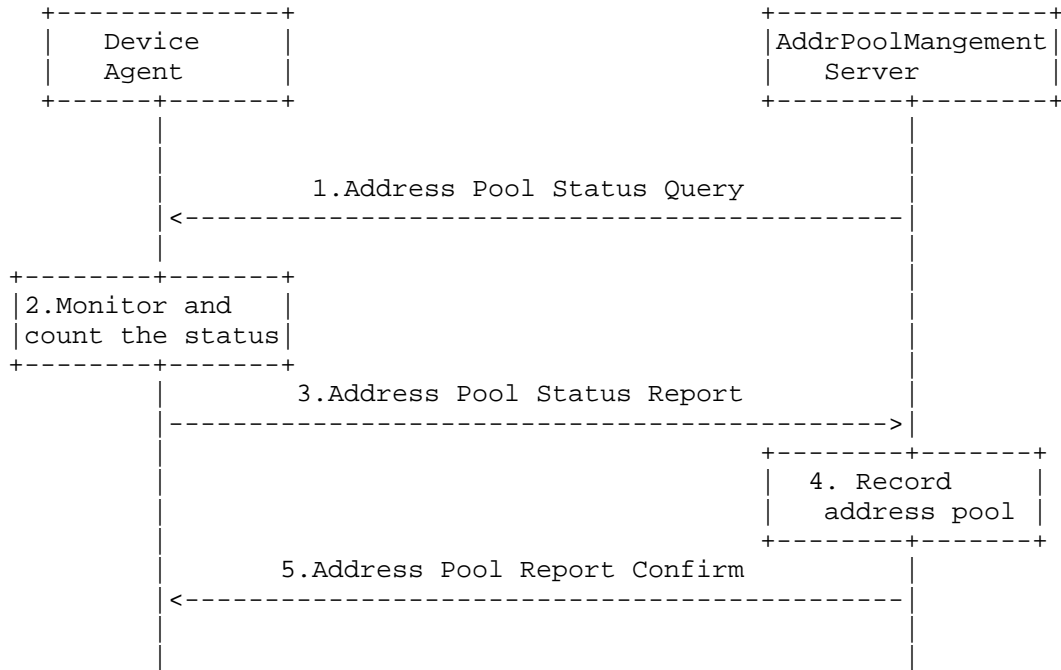 Device
Agent
AddrPoolMangement
Server
1.Address Pool Status Query
2.Monitor and
count the status
3.Address Pool Status Report
4. Record
address pool
5.Address Pool Report Confirm